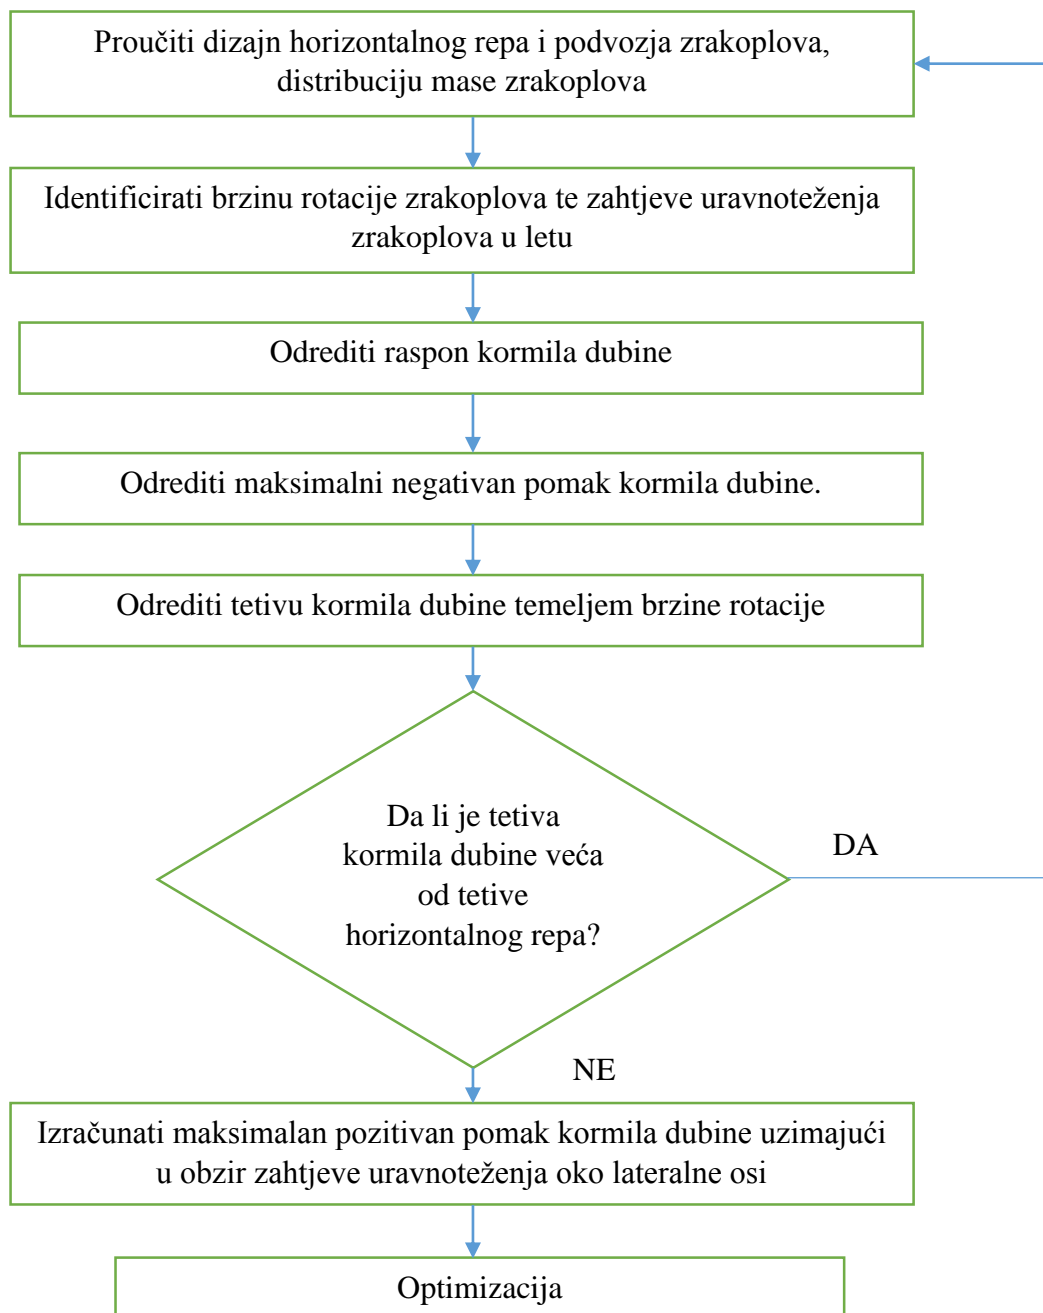 Proučiti dizajn horizontalnog repa i podvozja zrakoplova,
distribuciju mase zrakoplova
Identificirati brzinu rotacije zrakoplova te zahtjeve uravnoteženja
zrakoplova u letu
Odrediti raspon kormila dubine
Odrediti maksimalni negativan pomak kormila dubine.
Odrediti tetivu kormila dubine temeljem brzine rotacije
Da li je tetiva
kormila dubine veća
od tetive
horizontalnog repa?
DA
NE
Izračunati maksimalan pozitivan pomak kormila dubine uzimajući
u obzir zahtjeve uravnoteženja oko lateralne osi
Optimizacija